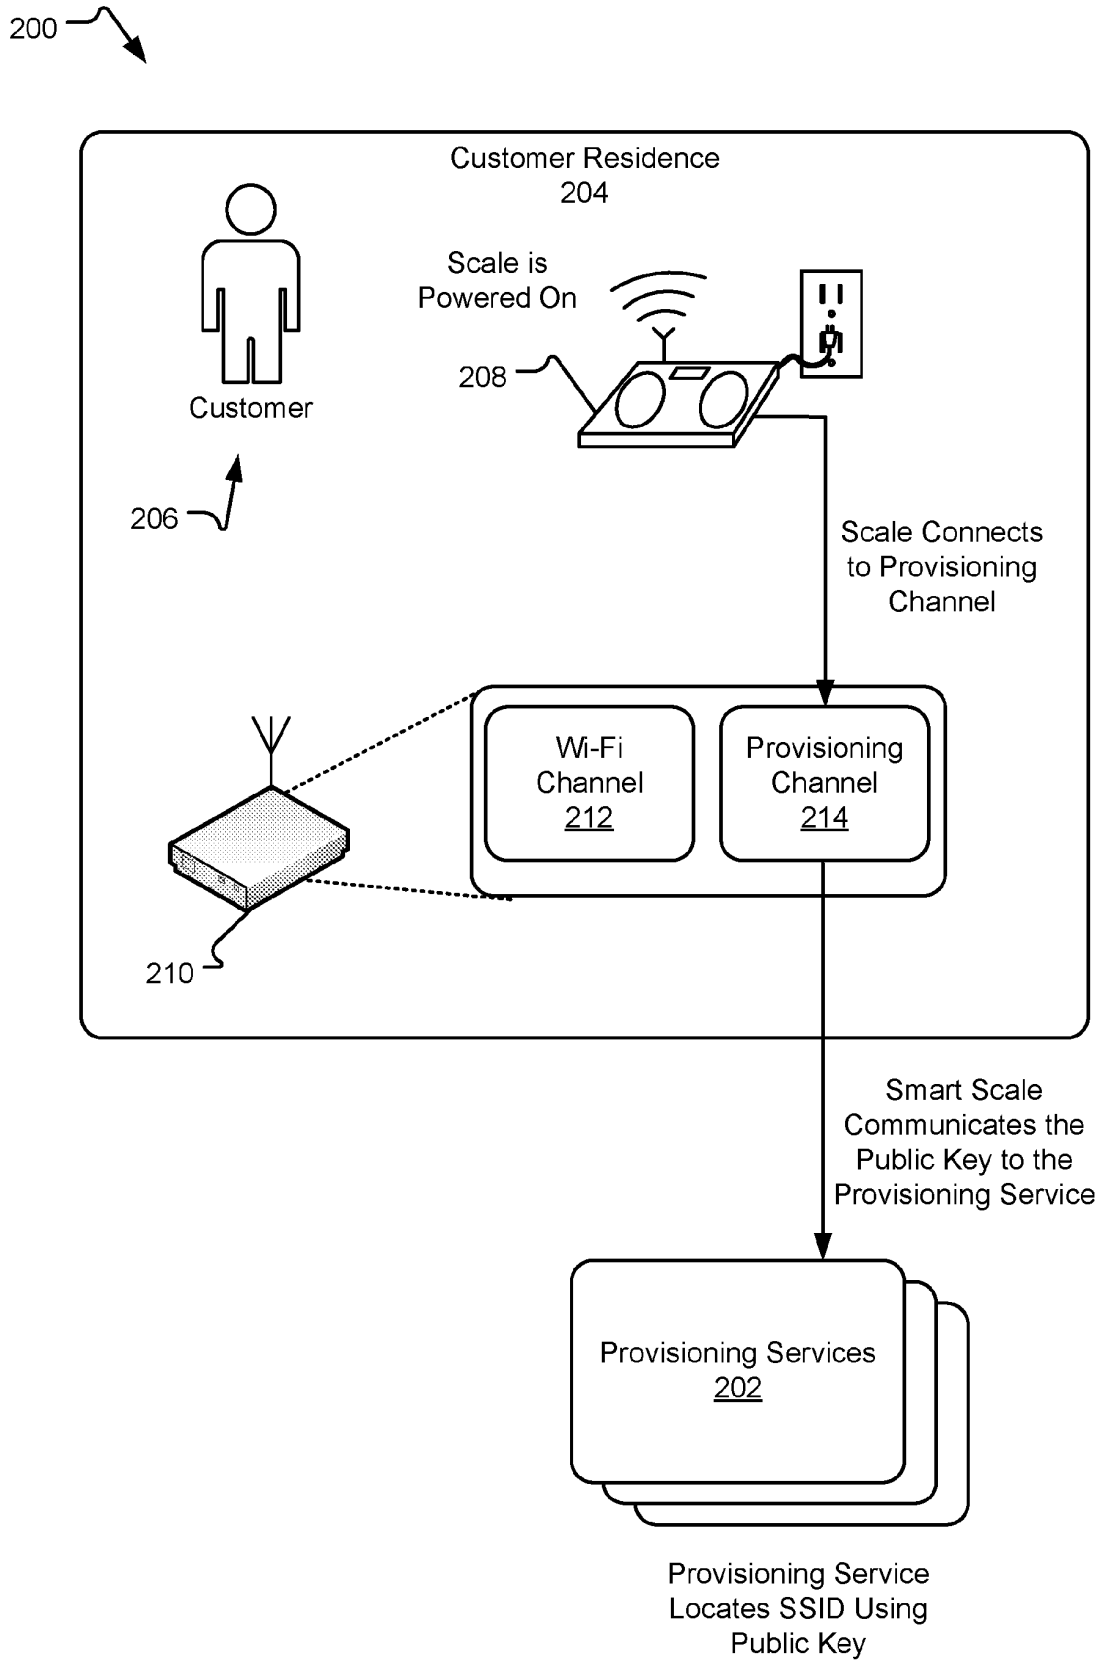 200
Customer Residence
204
Scale is
Powered On
208
Customer
206
Scale Connects
to Provisioning
Channel
Wi-Fi
Channel
212
Provisioning
Channel
214
210
Smart Scale
Communicates the
Public Key to the
Provisioning Service
Provisioning Services
202
Provisioning Service
Locates SSID Using
Public Key